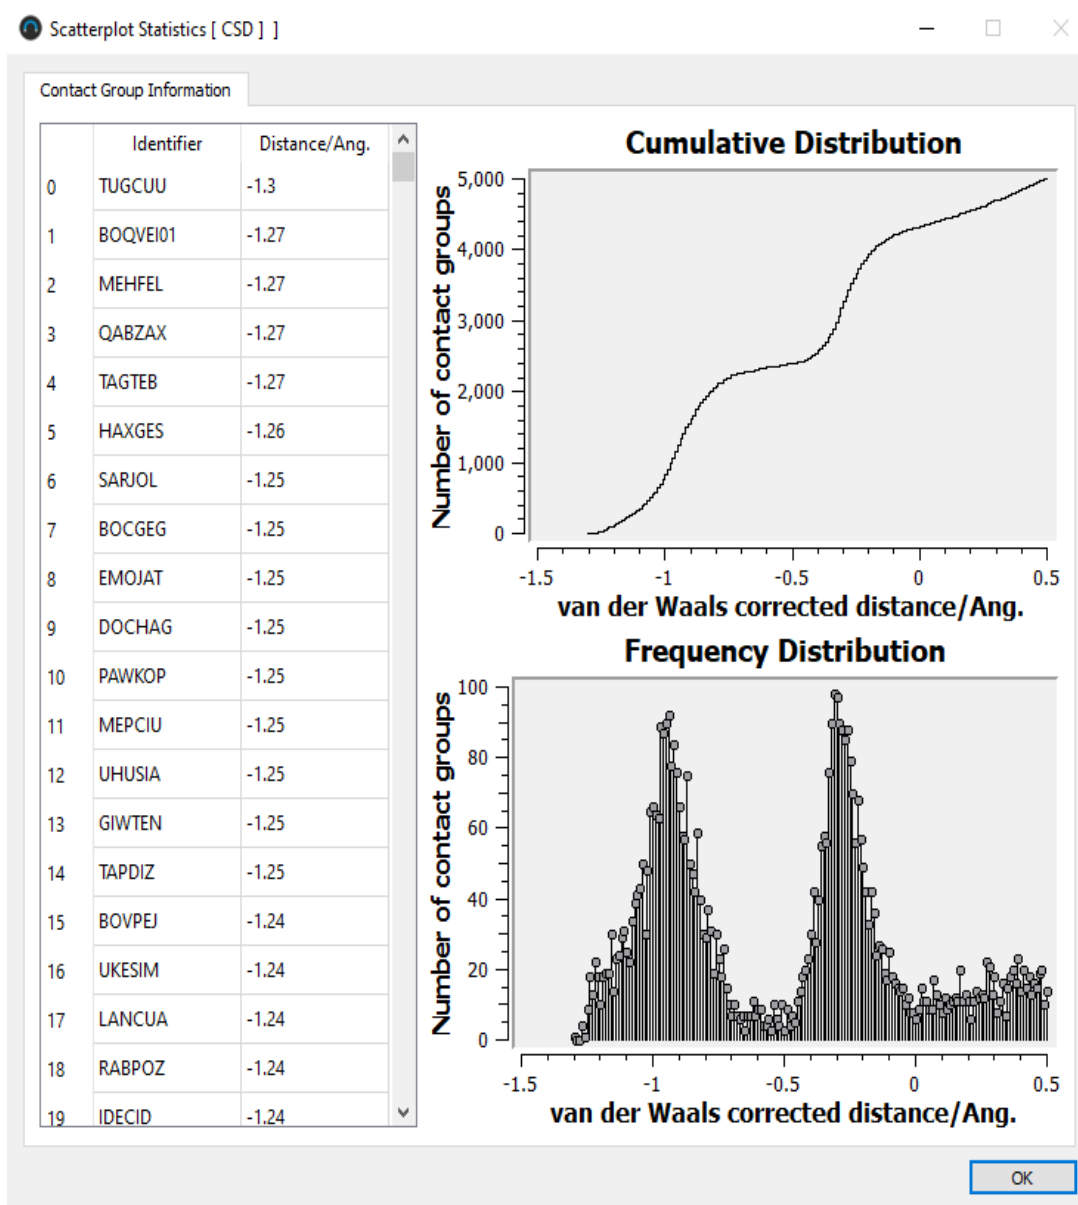 Scatterplot Statistics [ CSD ] ]
Contact Group Information
Identifier Distance/Ang.
0 TUGCUU -1.3
1 BOQVEI01 -1.27
2 MEHFEL -1.27
3 QABZAX -1.27
4 TAGTEB -1.27
5 HAXGES -1.26
6 SARJOL -1.25
7 BOCGEG -1.25
8 EMOJAT -1.25
9 DOCHAG -1.25
10 PAWKOP -1.25
11 MEPCIU -1.25
12 UHUSIA -1.25
13 GIWTEN -1.25
14 TAPDIZ -1.25
15 BOVPEJ -1.24
16 UKESIM -1.24
17 LANCUA -1.24
18 RABPOZ -1.24
19 IDECID -1.24
Cumulative Distribution
Number of contact groups
5,000
4,000
3,000
2,000
1,000
0
-1.5 -1 -0.5 0 0.5
van der Waals corrected distance/Ang.
Frequency Distribution
Number of contact groups
100
80
60
40
20
0
-1.5 -1 -0.5 0 0.5
van der Waals corrected distance/Ang.
OK